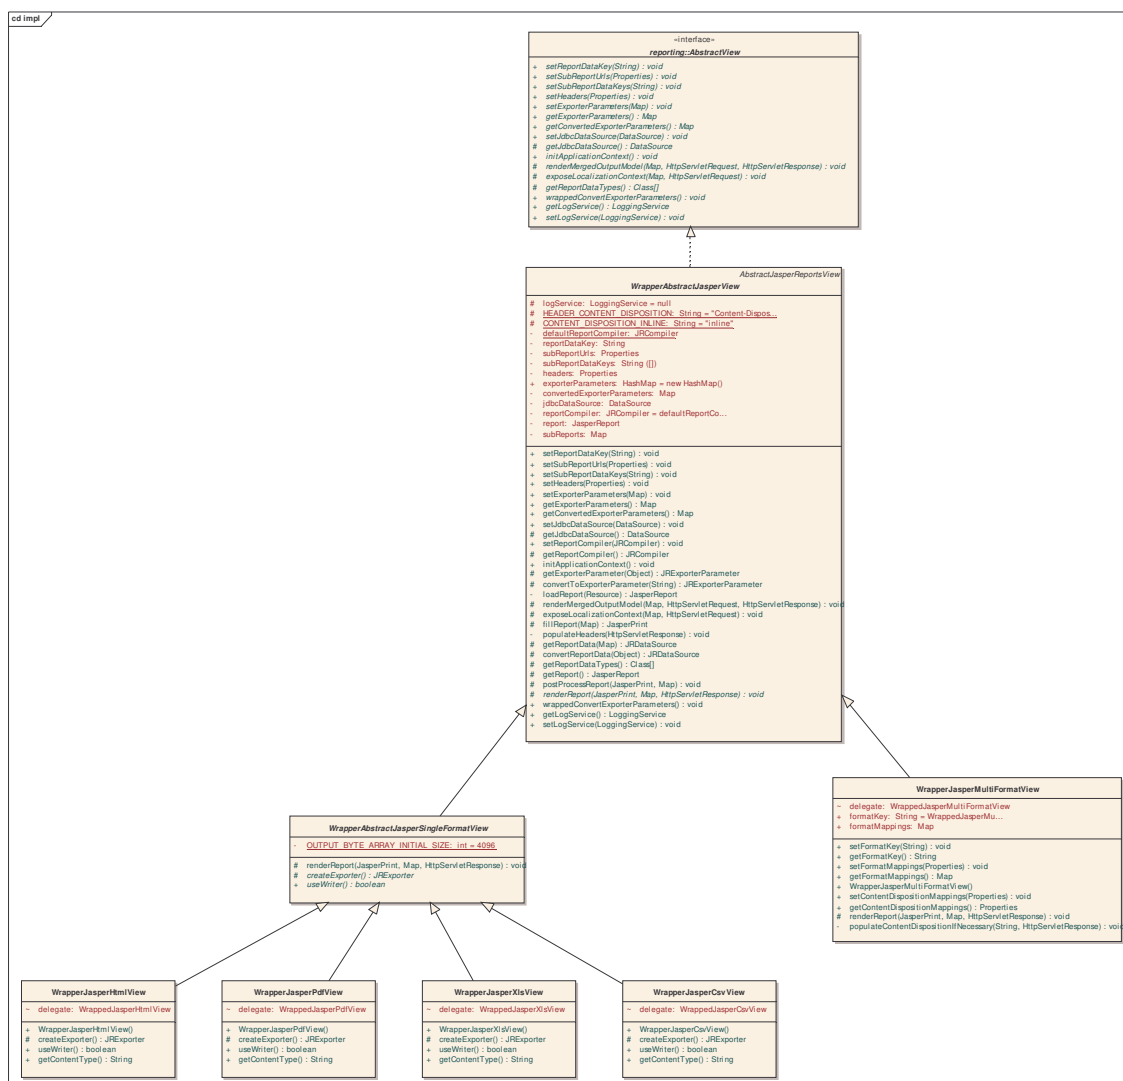 cd impl
«interface»
reporting::AbstractView
+ setReportDataKey(String) : void
+ setSubReportUrls(Properties) : void
+ setSubReportDataKeys(String) : void
+ setHeaders(Properties) : void
+ setExporterParameters(Map) : void
+ getExporterParameters() : Map
+ getConvertedExporterParameters() : Map
+ setJdbcDataSource(DataSource) : void
# getJdbcDataSource() : DataSource
+ initApplicationContext() : void
# renderMergedOutputModel(Map, HttpServletRequest, HttpServletResponse) : void
# exposeLocalizationContext(Map, HttpServletRequest) : void
# getReportDataTypes() : Class[]
+ wrappedConvertExporterParameters() : void
+ getLogService() : LoggingService
+ setLogService(LoggingService) : void
AbstractJasperReportsView
WrapperAbstractJasperView
# logService: LoggingService = null
# HEADER_CONTENT_DISPOSITION: String = "Content-Dispos...
# CONTENT_DISPOSITION_INLINE: String = "inline"
- defaultReportCompiler: JRCompiler
- reportDataKey: String
- subReportUrls: Properties
- subReportDataKeys: String ([])
- headers: Properties
+ exporterParameters: HashMap = new HashMap()
- convertedExporterParameters: Map
- jdbcDataSource: DataSource
- reportCompiler: JRCompiler = defaultReportCo...
- report: JasperReport
- subReports: Map
+ setReportDataKey(String) : void
+ setSubReportUrls(Properties) : void
+ setSubReportDataKeys(String) : void
+ setHeaders(Properties) : void
+ setExporterParameters(Map) : void
+ getExporterParameters() : Map
+ getConvertedExporterParameters() : Map
+ setJdbcDataSource(DataSource) : void
# getJdbcDataSource() : DataSource
+ setReportCompiler(JRCompiler) : void
# getReportCompiler() : JRCompiler
+ initApplicationContext() : void
# getExporterParameter(Object) : JRExporterParameter
# convertToExporterParameter(String) : JRExporterParameter
- loadReport(Resource) : JasperReport
# renderMergedOutputModel(Map, HttpServletRequest, HttpServletResponse) : void
# exposeLocalizationContext(Map, HttpServletRequest) : void
# fillReport(Map) : JasperPrint
- populateHeaders(HttpServletResponse) : void
# getReportData(Map) : JRDataSource
# convertReportData(Object) : JRDataSource
# getReportDataTypes() : Class[]
# getReport() : JasperReport
# postProcessReport(JasperPrint, Map) : void
# renderReport(JasperPrint, Map, HttpServletResponse) : void
+ wrappedConvertExporterParameters() : void
+ getLogService() : LoggingService
+ setLogService(LoggingService) : void
WrapperJasperMultiFormatView
~ delegate: WrappedJasperMultiFormatView
+ formatKey: String = WrappedJasperMu...
+ formatMappings: Map
+ setFormatKey(String) : void
+ getFormatKey() : String
+ setFormatMappings(Properties) : void
+ getFormatMappings() : Map
+ WrapperJasperMultiFormatView()
+ setContentDispositionMappings(Properties) : void
+ getContentDispositionMappings() : Properties
# renderReport(JasperPrint, Map, HttpServletResponse) : void
- populateContentDispositionIfNecessary(String, HttpServletResponse) : void
WrapperAbstractJasperSingleFormatView
- OUTPUT_BYTE_ARRAY_INITIAL_SIZE: int = 4096
# renderReport(JasperPrint, Map, HttpServletResponse) : void
# createExporter() : JRExporter
+ useWriter() : boolean
WrapperJasperHtmlView
~ delegate: WrappedJasperHtmlView
+ WrapperJasperHtmlView()
# createExporter() : JRExporter
+ useWriter() : boolean
+ getContentType() : String
WrapperJasperPdfView
~ delegate: WrappedJasperPdfView
+ WrapperJasperPdfView()
# createExporter() : JRExporter
+ useWriter() : boolean
+ getContentType() : String
WrapperJasperXlsView
~ delegate: WrappedJasperXlsView
+ WrapperJasperXlsView()
# createExporter() : JRExporter
+ useWriter() : boolean
+ getContentType() : String
WrapperJasperCsvView
~ delegate: WrappedJasperCsvView
+ WrapperJasperCsvView()
# createExporter() : JRExporter
+ useWriter() : boolean
+ getContentType() : String